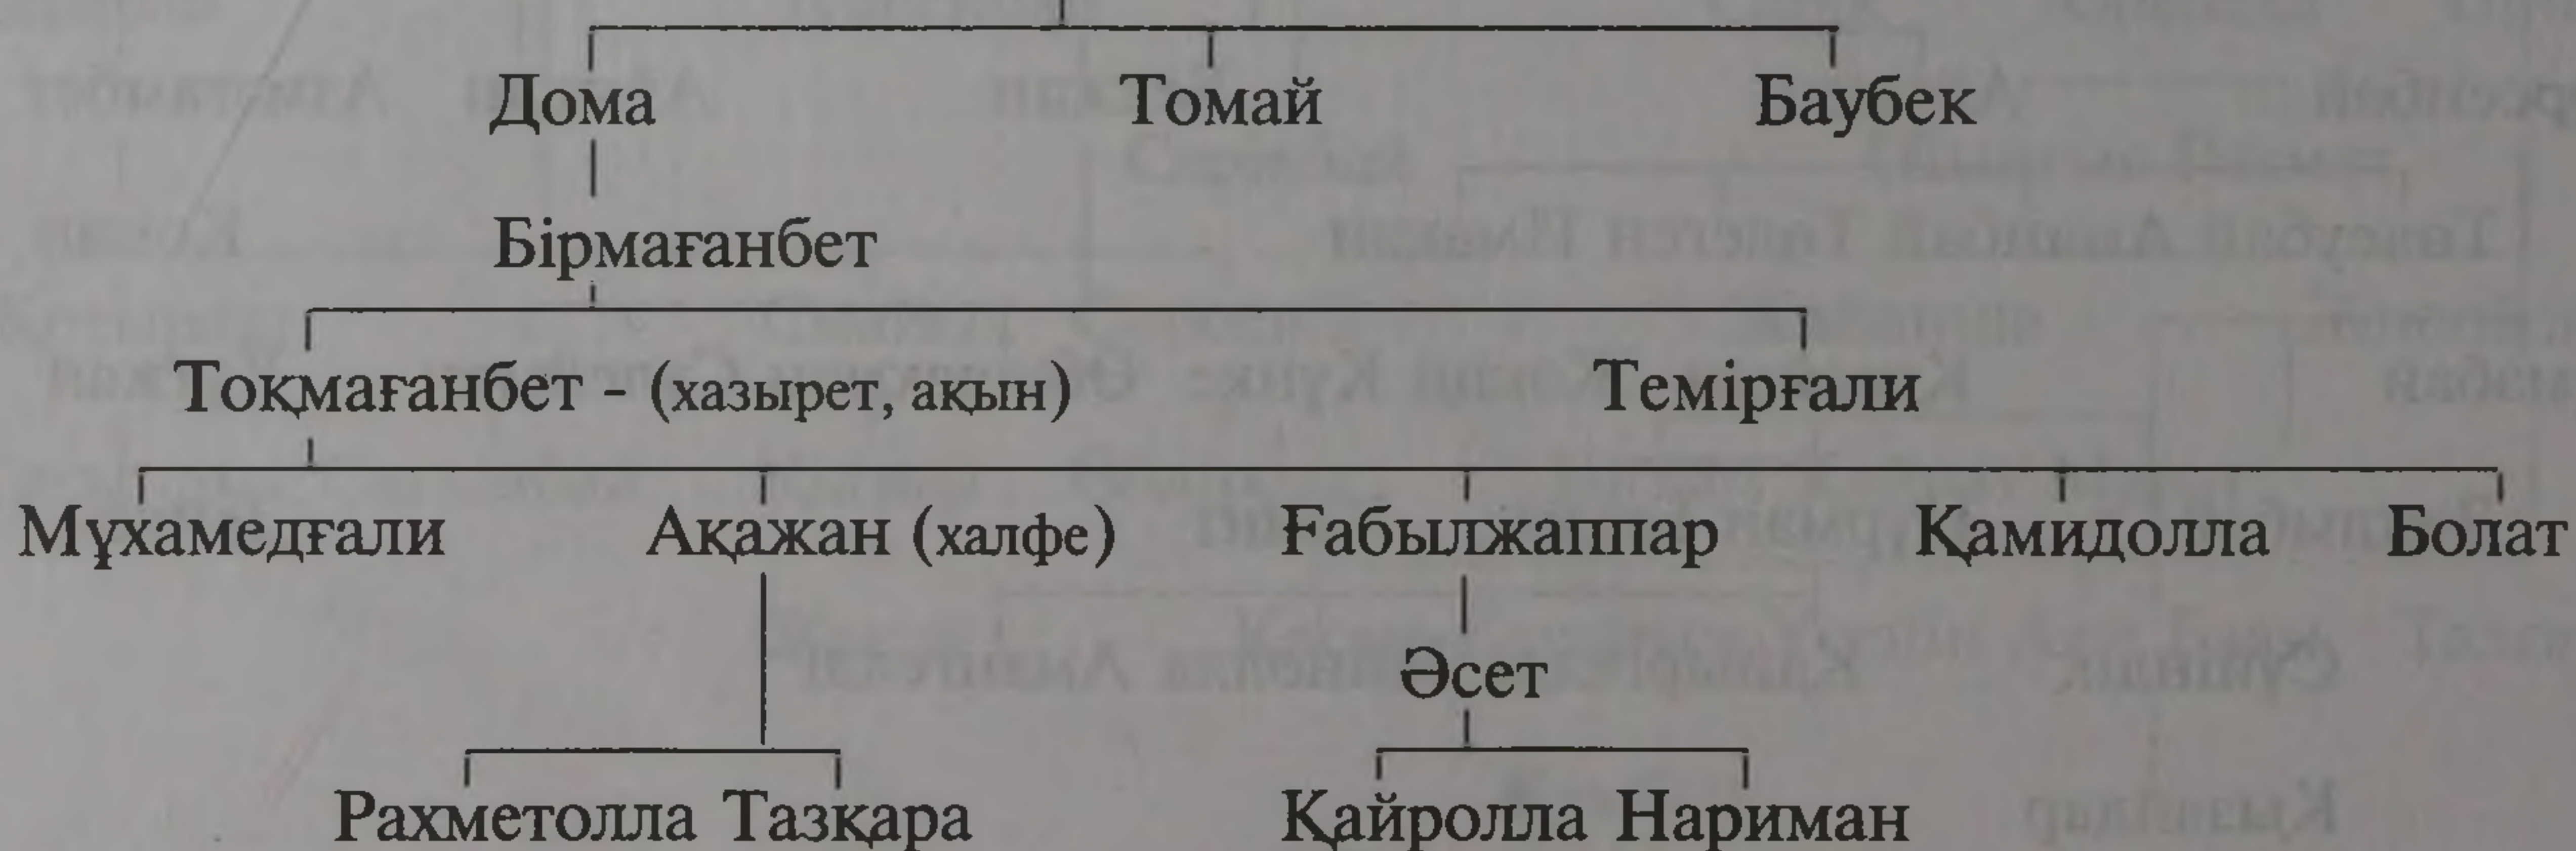 Дома Томай Баубек
Бірмағанбет
Тоқмағанбет - (хазырет, ақын) Темірғали
Мұхамедғали Ақажан (халфе) Ғабылжаппар Қамидолла Болат
Әсет
Рахметолла Тазқара Қайролла Нариман